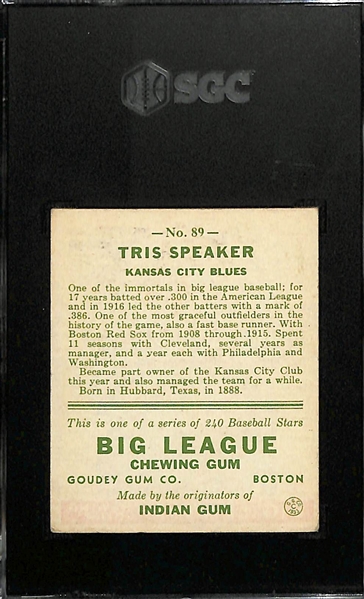 SGC
—No. 89—
TRIS SPEAKER
KANSAS CITY BLUES
One of the immortals in big league baseball; for
17 years batted over .300 in the American League
and in 1916 led the other batters with a mark of
.386. One of the most graceful outfielders in the
history of the game, also a fast base runner. With
Boston Red Sox from 1908 through 1915. Spent
11 seasons with Cleveland, several years as
manager, and a year each with Philadelphia and
Washington.
Became part owner of the Kansas City Club
this year and also managed the team for a while.
Born in Hubbard, Texas, in 1888.
This is one of a series of 240 Baseball Stars
BIG LEAGUE
CHEWING GUM
GOUDEY GUM CO. BOSTON
Made by the originators of
INDIAN GUM